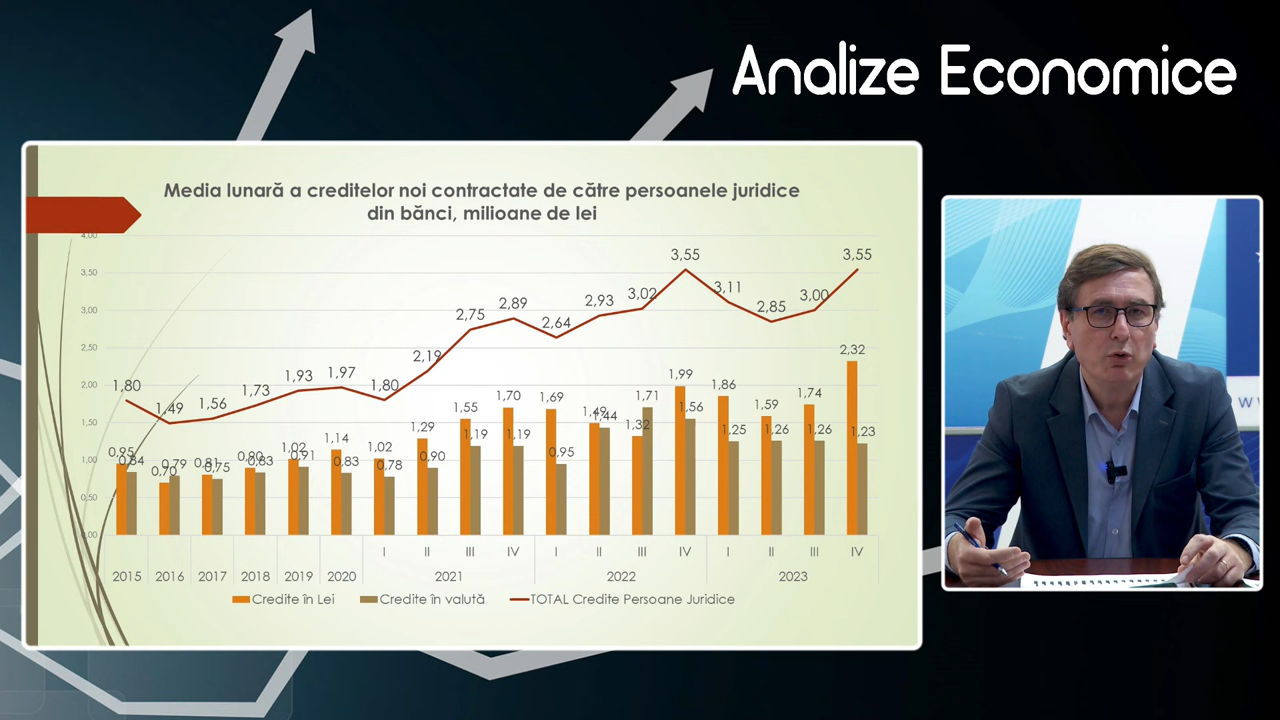 Analize Economice
Media lunară a creditelor noi contractate de către persoanele juridice
din bănci, milioane de lei
4,00
3,50
3,00
2,50
2,00
1,50
1,00
0,50
0,00
1,80 1,49 1,56 1,73 1,93 1,97 1,80 2,19 2,75 2,89 2,64 2,93 3,02 3,55 3,11 2,85 3,00 3,55
0,95 0,70 0,81 0,90 1,02 1,14 1,02 1,29 1,55 1,70 1,69 1,49 1,32 1,99 1,86 1,59 1,74 2,32
0,84 0,79 0,75 0,83 0,91 0,83 0,78 0,90 1,19 1,19 0,95 1,44 1,71 1,56 1,25 1,26 1,26 1,23
I II III IV I II III IV I II III IV
2015 2016 2017 2018 2019 2020 2021 2022 2023
Credite în Lei Credite în valută TOTAL Credite Persoane Juridice
W